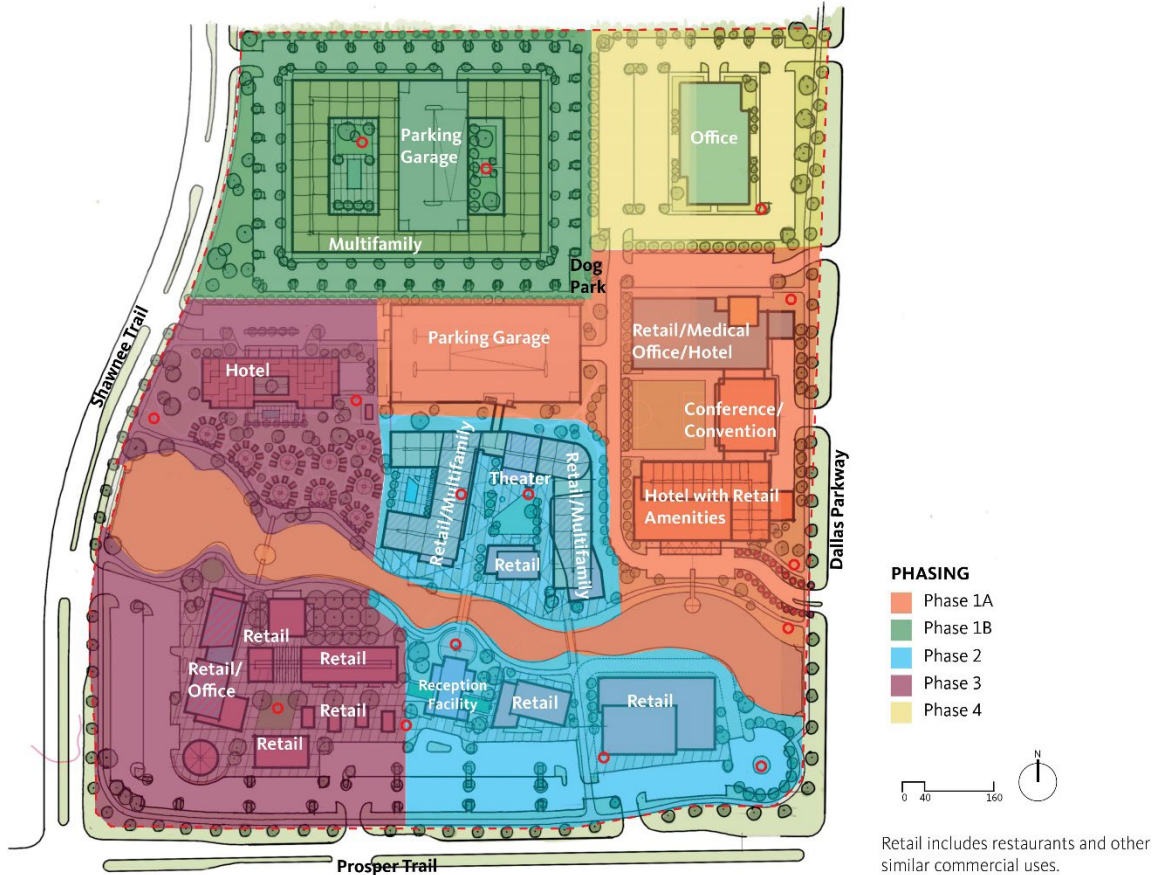 Parking
Garage
Office
Multifamily
Dog
Park
Shawnee Trail
Parking Garage
Retail/Medical
Office/Hotel
Hotel
Conference/
Convention
Retail/Multifamily
Theater
Retail/Multifamily
Hotel with Retail
Amenities
Dallas Parkway
Retail
Retail
Retail
Retail/
Office
Retail
Retail
Reception
Facility
Retail
Retail
PHASING
Phase 1A
Phase 1B
Phase 2
Phase 3
Phase 4
N
0 40 160
Retail includes restaurants and other
similar commercial uses.
Prosper Trail